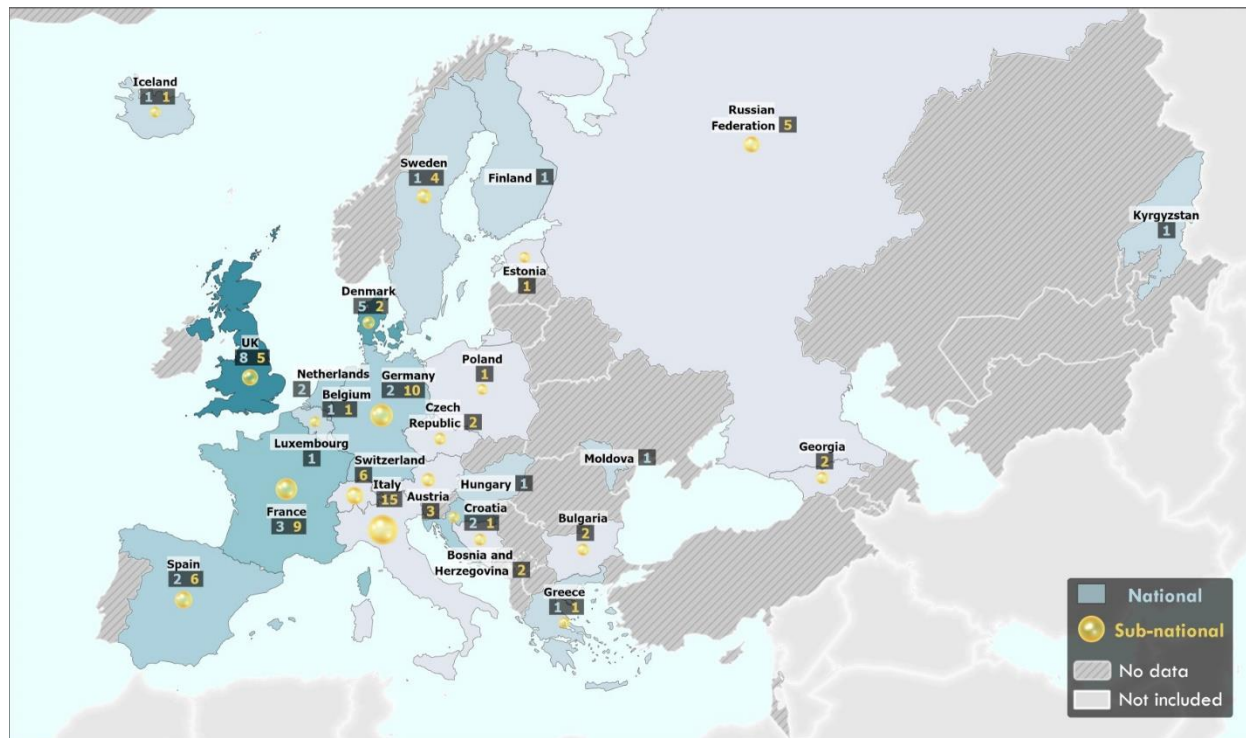 Iceland
1 1
Russian
Federation 5
Sweden
1 4
Finland 1
Kyrgyzstan
1
Estonia
1
Denmark
5 2
UK
8 5
Netherlands
2
Germany
2 10
Poland
1
Belgium
1 1
Czech
Republic 2
Luxembourg
1
Switzerland
6
Moldova 1
Georgia
2
Italy
15
Hungary 1
Austria
3
Croatia
2 1
France
3 9
Bulgaria
2
Bosnia and
Herzegovina 2
Spain
2 6
Greece
1 1
National
Sub-national
No data
Not included